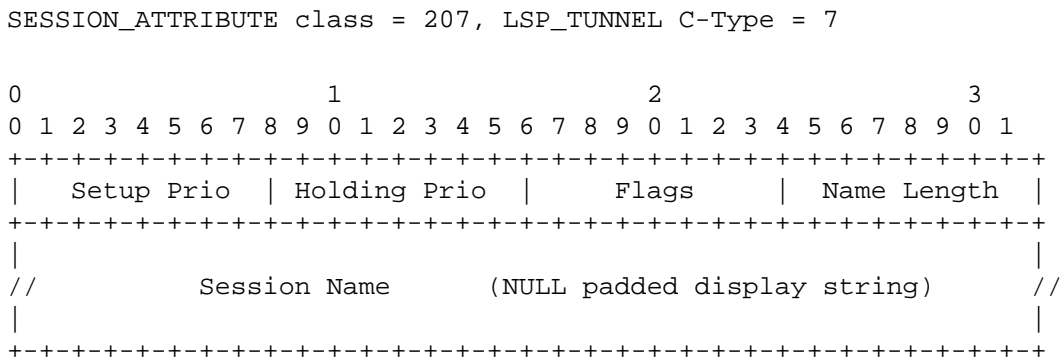 SESSION_ATTRIBUTE class = 207, LSP_TUNNEL C-Type = 7
0                   1                   2                   3
0 1 2 3 4 5 6 7 8 9 0 1 2 3 4 5 6 7 8 9 0 1 2 3 4 5 6 7 8 9 0 1
+-+-+-+-+-+-+-+-+-+-+-+-+-+-+-+-+-+-+-+-+-+-+-+-+-+-+-+-+-+-+-+-+
|   Setup Prio  | Holding Prio  |     Flags     |  Name Length  |
+-+-+-+-+-+-+-+-+-+-+-+-+-+-+-+-+-+-+-+-+-+-+-+-+-+-+-+-+-+-+-+-+
|                                                               |
//          Session Name      (NULL padded display string)      //
|                                                               |
+-+-+-+-+-+-+-+-+-+-+-+-+-+-+-+-+-+-+-+-+-+-+-+-+-+-+-+-+-+-+-+-+